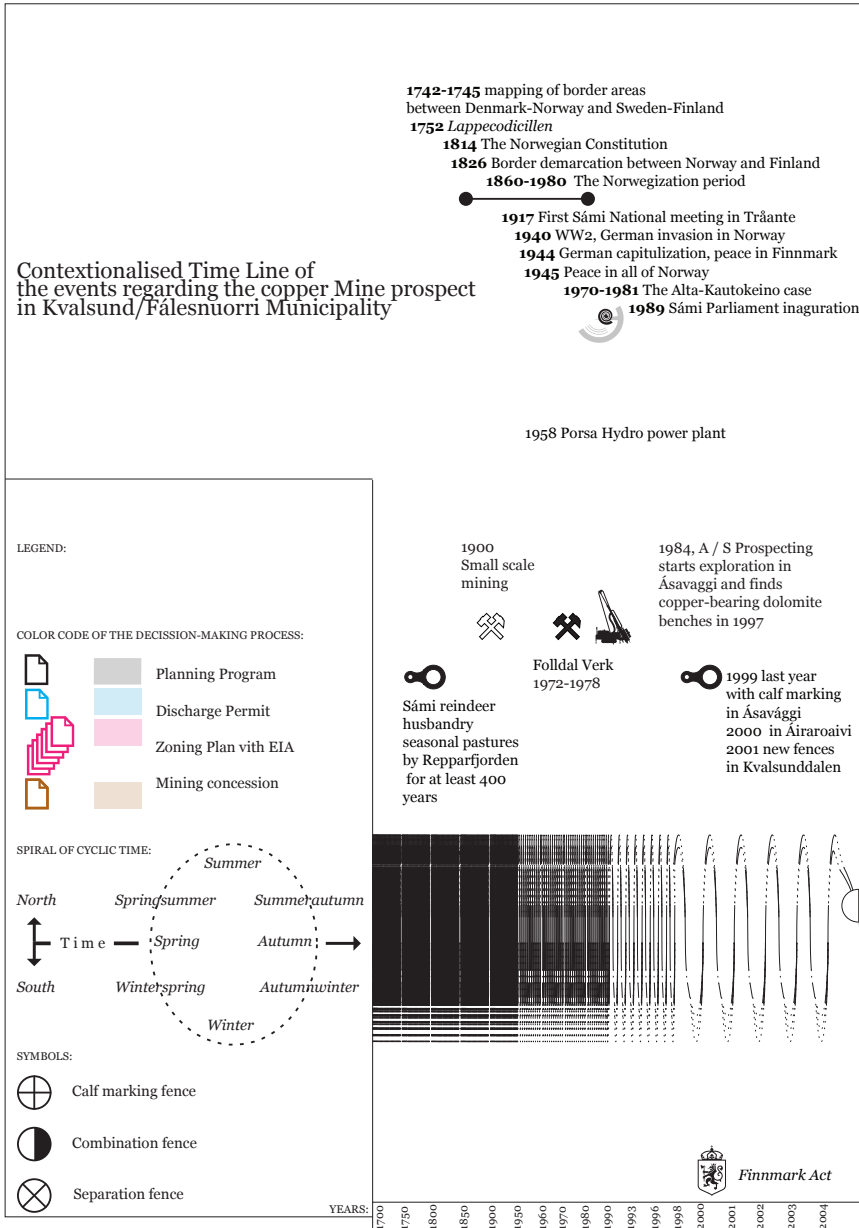 1742-1745 mapping of border areas
between Denmark-Norway and Sweden-Finland
1752 Lappecodicillen
1814 The Norwegian Constitution
1826 Border demarcation between Norway and Finland
1860-1980 The Norwegization period
1917 First Sámi National meeting in Tråante
1940 WW2, German invasion in Norway
1944 German capitulization, peace in Finnmark
1945 Peace in all of Norway
1970-1981 The Alta-Kautokeino case
1989 Sámi Parliament inaguration
Contextionalised Time Line of
the events regarding the copper Mine prospect
in Kvalsund/Fálesnuorri Municipality
1958 Porsa Hydro power plant
LEGEND:
COLOR CODE OF THE DECISSION-MAKING PROCESS:
Planning Program
Discharge Permit
Zoning Plan vith EIA
Mining concession
1900
Small scale
mining
Folldal Verk
1972-1978
1984, A / S Prospecting
starts exploration in
Ásavaggi and finds
copper-bearing dolomite
benches in 1997
Sámi reindeer
husbandry
seasonal pastures
by Repparfjorden
for at least 400
years
1999 last year
with calf marking
in Ásavággi
2000 in Áiraroaivi
2001 new fences
in Kvalsunddalen
SPIRAL OF CYCLIC TIME:
Summer
North
Springsummer
Summerautumn
Time
Spring
Autumn
South
Winterspring
Autumnwinter
Winter
SYMBOLS:
Calf marking fence
Combination fence
Separation fence
Finnmark Act
YEARS:
1700
1750
1800
1850
1900
1950
1960
1970
1980
1990
1993
1996
1998
2000
2001
2002
2003
2004